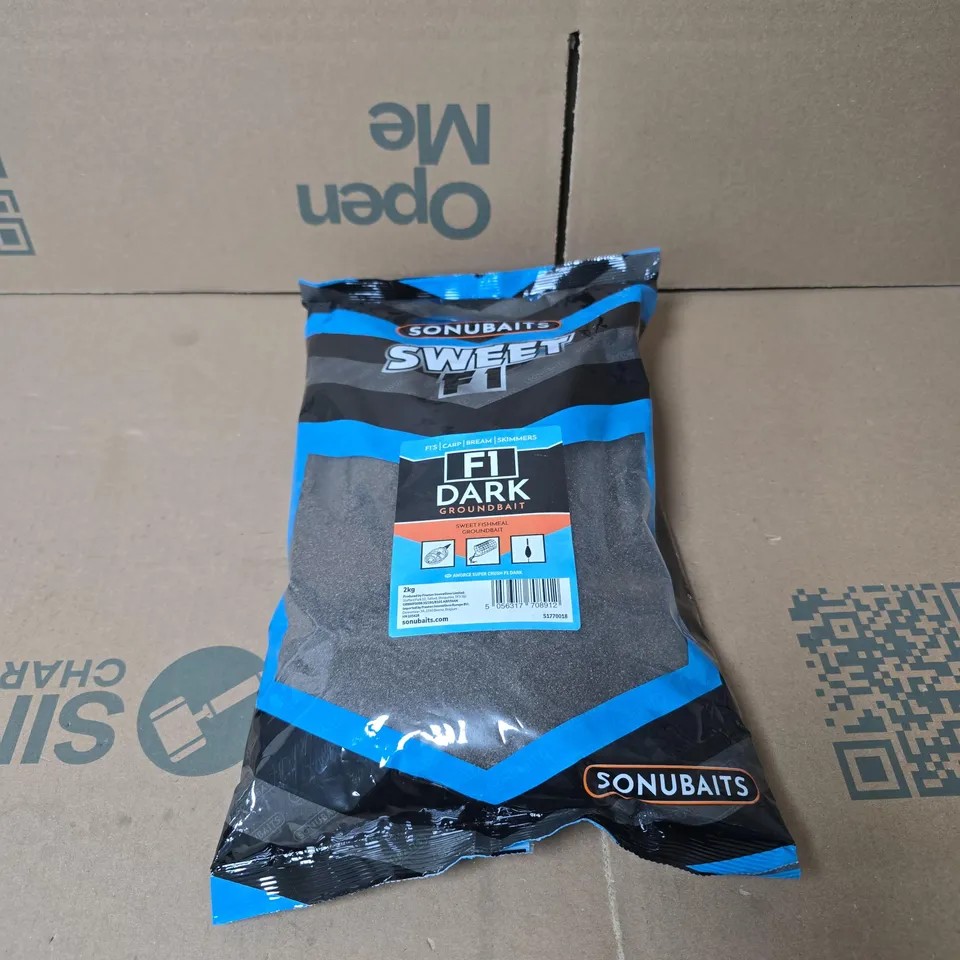 Open
Me
SONUBAITS
SWEET
F1
F1'S | CARP | BREAM | SKIMMERS
F1
DARK
GROUNDBAIT
SWEET FISHMEAL
GROUNDBAIT
2kg
sonubaits.com
5 056317 708912
S1770018
SONUBAITS
SI
CHAR